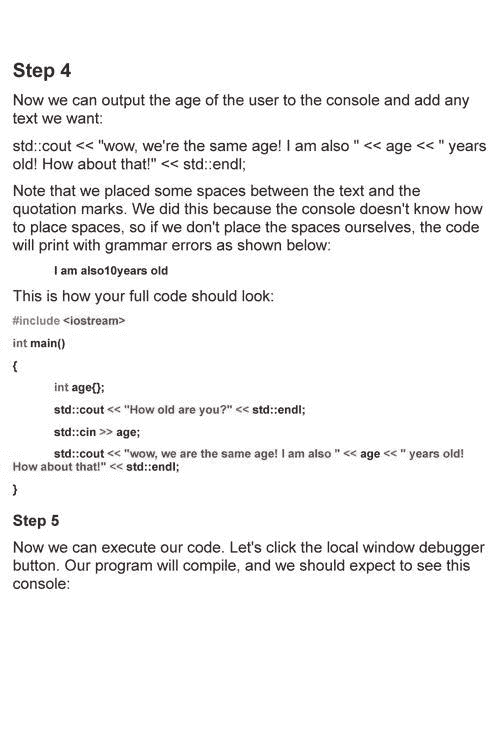 Step 4
Now we can output the age of the user to the console and add any
text we want:
std::cout << "wow, we're the same age! I am also " << age << " years
old! How about that!" << std::endl;
Note that we placed some spaces between the text and the
quotation marks. We did this because the console doesn't know how
to place spaces, so if we don't place the spaces ourselves, the code
will print with grammar errors as shown below:
I am also10years old
This is how your full code should look:
#include <iostream>
int main()
{
int age{};
std::cout << "How old are you?" << std::endl;
std::cin >> age;
std::cout << "wow, we are the same age! I am also " << age << " years old!
How about that!" << std::endl;
}
Step 5
Now we can execute our code. Let's click the local window debugger
button. Our program will compile, and we should expect to see this
console: